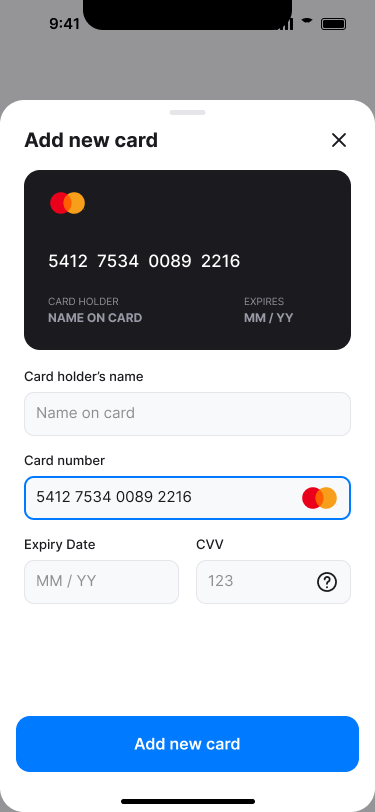 9:41
Add new card
5412 7534 0089 2216
CARD HOLDER
EXPIRES
NAME ON CARD
MM / YY
Card holder’s name
Name on card
Card number
5412 7534 0089 2216
Expiry Date
CVV
MM / YY
123
Add new card